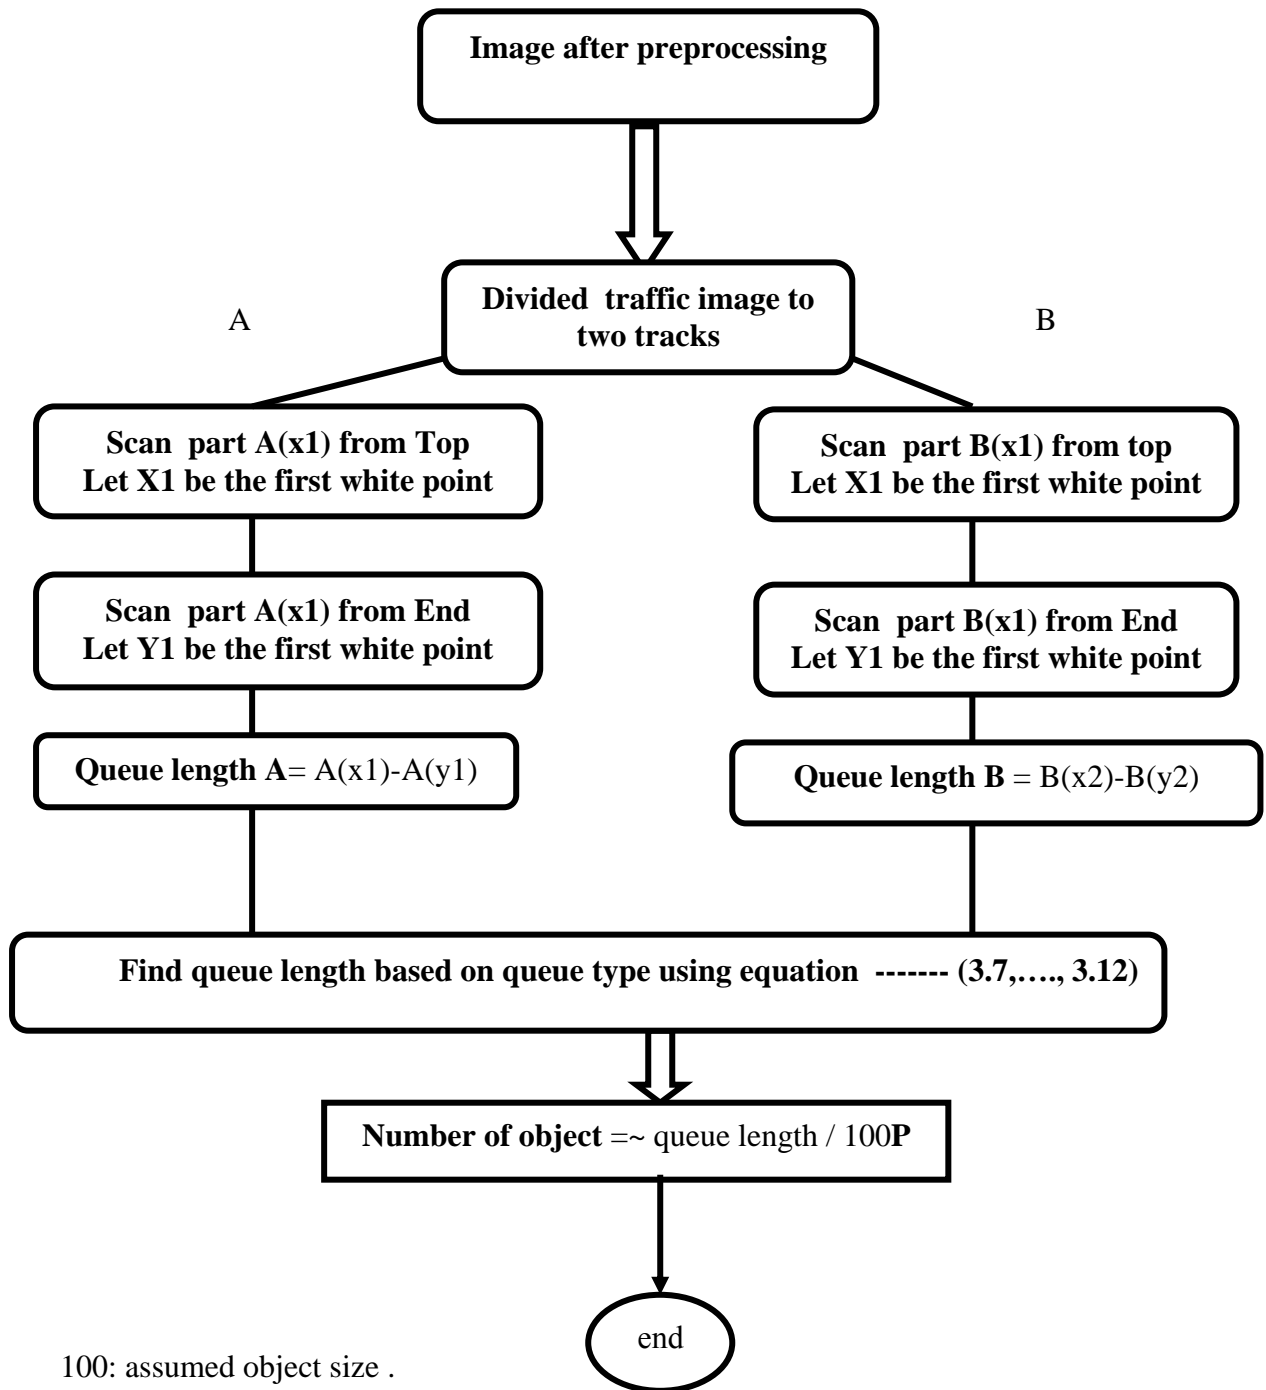 Image after preprocessing
Divided traffic image to
two tracks
A
B
Scan part A(x1) from Top
Let X1 be the first white point
Scan part B(x1) from top
Let X1 be the first white point
Scan part A(x1) from End
Let Y1 be the first white point
Scan part B(x1) from End
Let Y1 be the first white point
Queue length A= A(x1)-A(y1)
Queue length B = B(x2)-B(y2)
Find queue length based on queue type using equation ------- (3.7,…., 3.12)
Number of object =~ queue length / 100P
end
100: assumed object size .